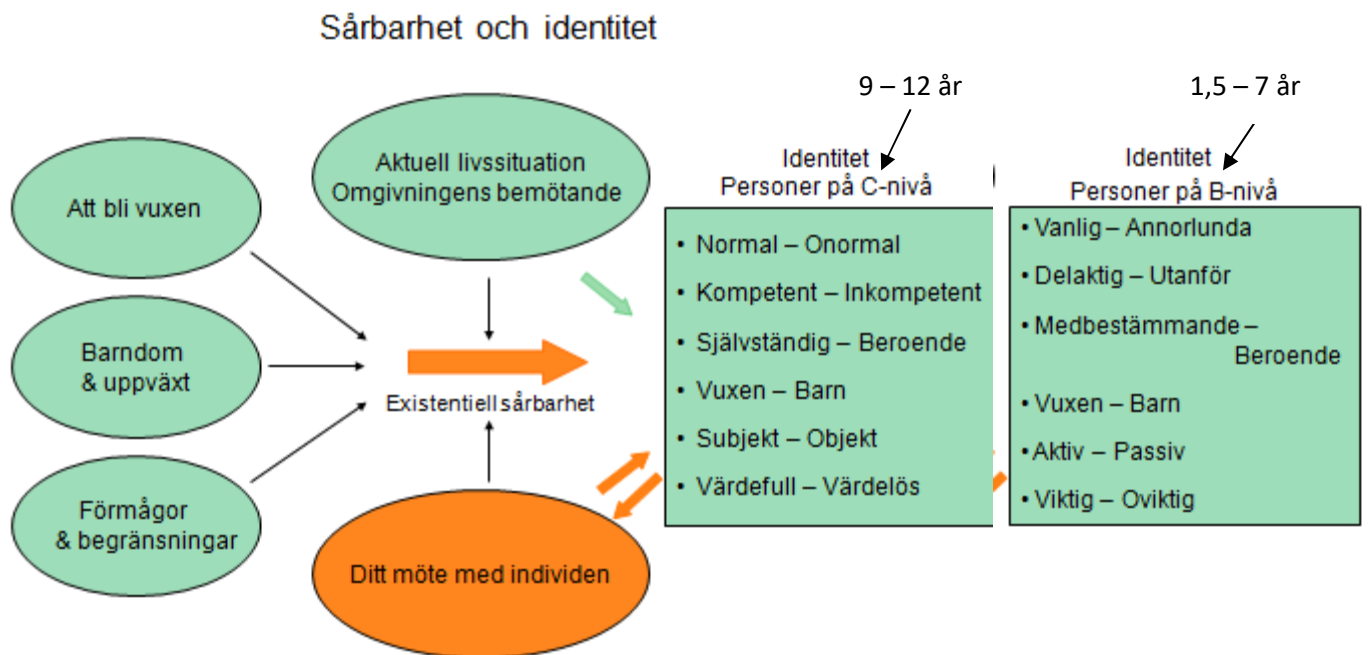 Sårbarhet och identitet
Att bli vuxen
Barndom
& uppväxt
Förmågor
& begränsningar
Aktuell livssituation
Omgivningens bemötande
Existentiell sårbarhet
Ditt möte med individen
9 – 12 år
Identitet
Personer på C-nivå
• Normal – Onormal
• Kompetent – Inkompetent
• Självständig – Beroende
• Vuxen – Barn
• Subjekt – Objekt
• Värdefull – Värdelös
1,5 – 7 år
Identitet
Personer på B-nivå
• Vanlig – Annorlunda
• Delaktig – Utanför
• Medbestämmande –
Beroende
• Vuxen – Barn
• Aktiv – Passiv
• Viktig – Oviktig